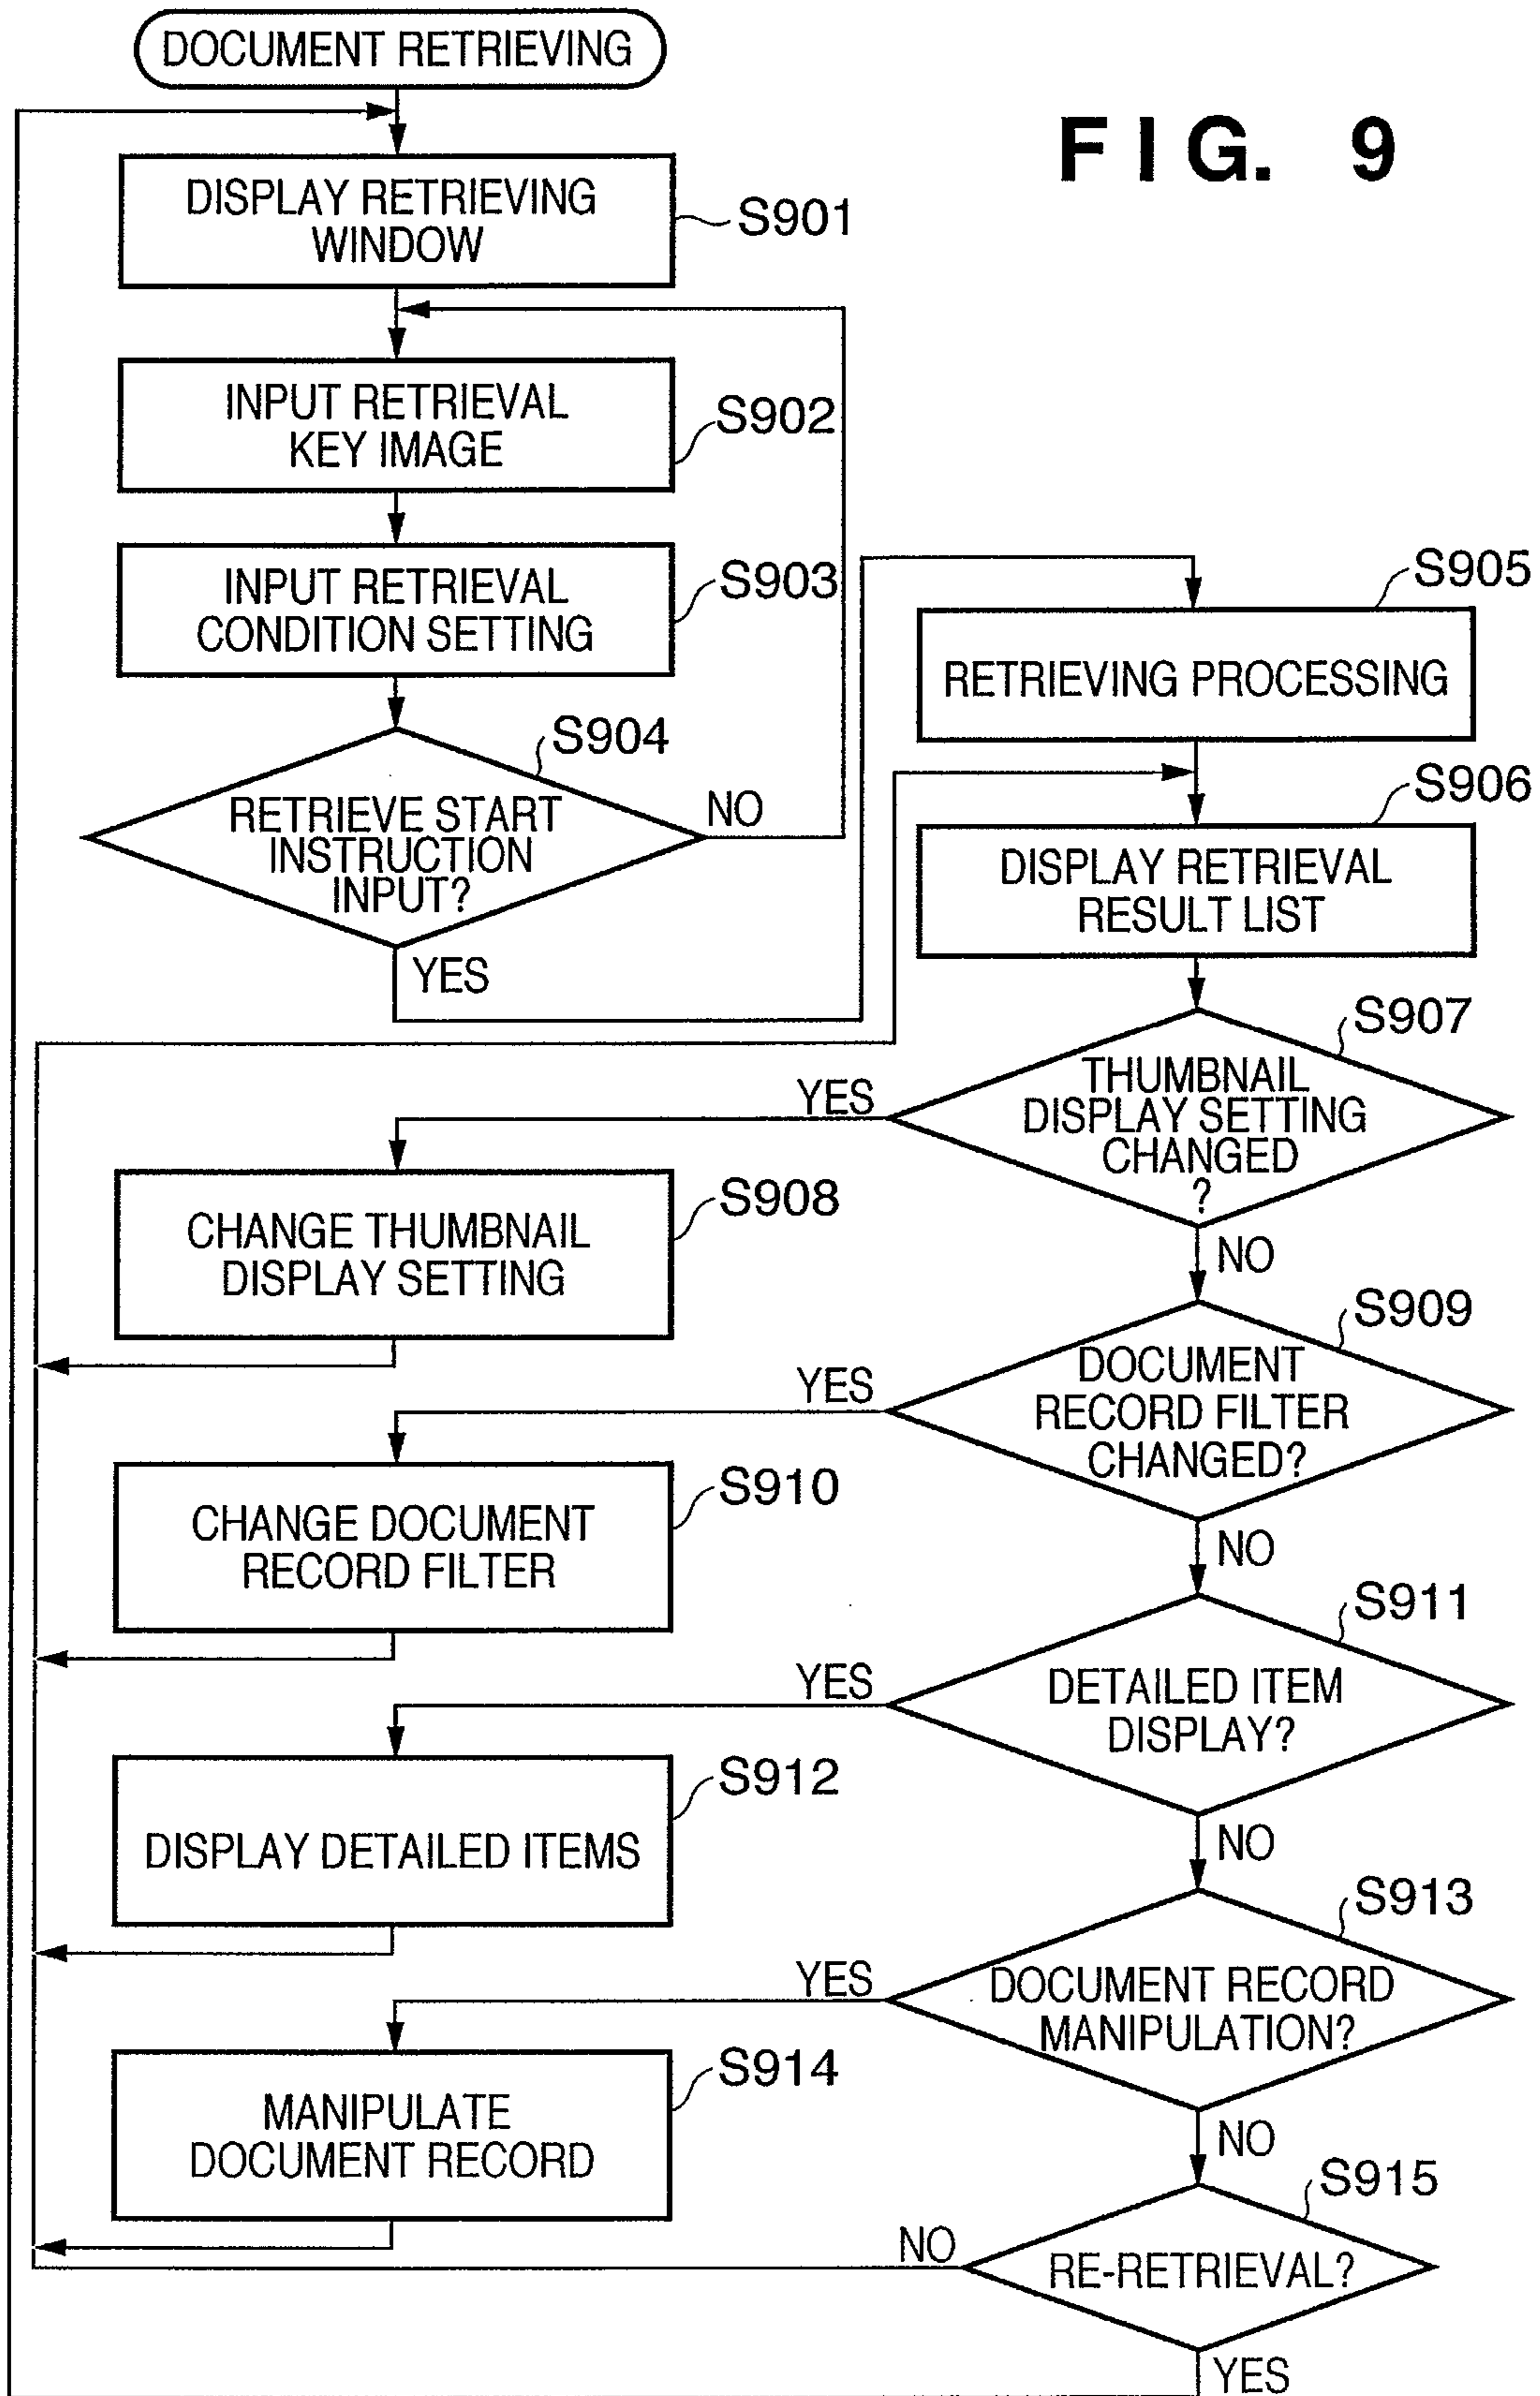 DOCUMENT RETRIEVING
FIG. 9
DISPLAY RETRIEVING
WINDOW
S901
INPUT RETRIEVAL
KEY IMAGE
S902
INPUT RETRIEVAL
CONDITION SETTING
S903
S904
RETRIEVE START
INSTRUCTION
INPUT?
NO
YES
S905
RETRIEVING PROCESSING
S906
DISPLAY RETRIEVAL
RESULT LIST
S907
THUMBNAIL
DISPLAY SETTING
CHANGED
?
YES
NO
S908
CHANGE THUMBNAIL
DISPLAY SETTING
S909
DOCUMENT
RECORD FILTER
CHANGED?
YES
NO
S910
CHANGE DOCUMENT
RECORD FILTER
S911
DETAILED ITEM
DISPLAY?
YES
NO
S912
DISPLAY DETAILED ITEMS
S913
DOCUMENT RECORD
MANIPULATION?
YES
NO
S914
MANIPULATE
DOCUMENT RECORD
S915
RE-RETRIEVAL?
NO
YES